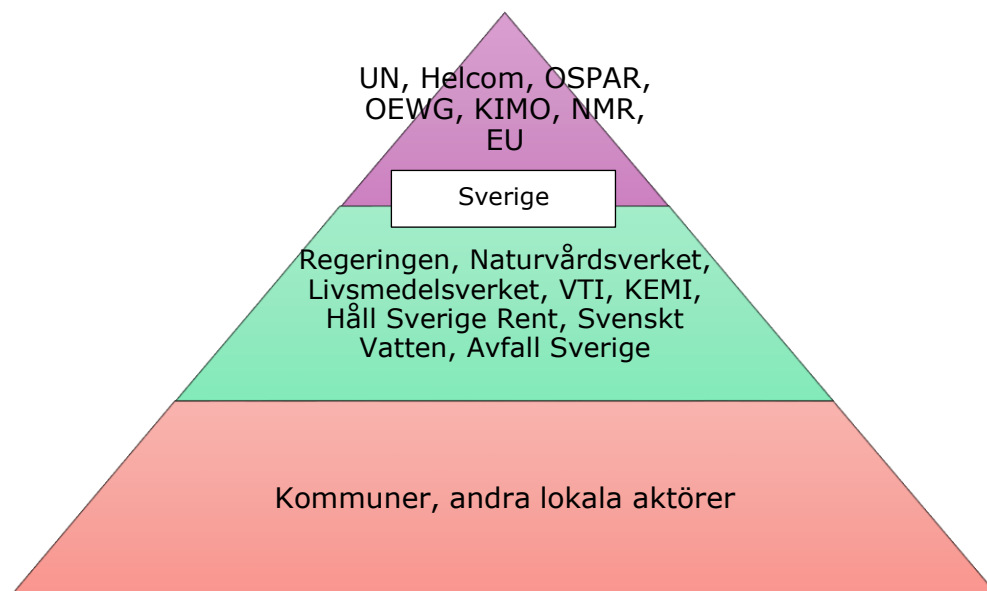 UN, Helcom, OSPAR,
OEWG, KIMO, NMR,
EU
Sverige
Regeringen, Naturvårdsverket,
Livsmedelsverket, VTI, KEMI,
Håll Sverige Rent, Svenskt
Vatten, Avfall Sverige
Kommuner, andra lokala aktörer